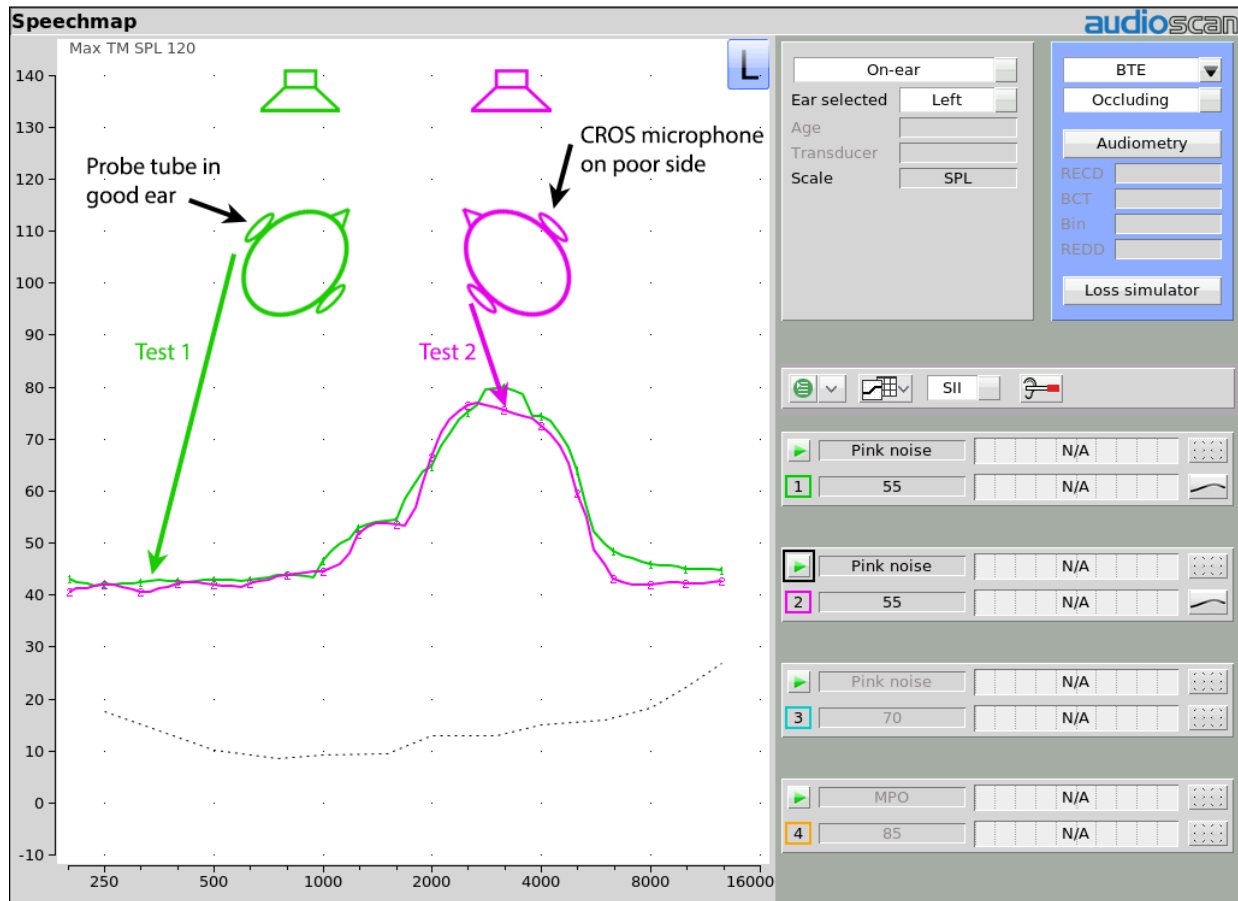 Speechmap
audioscan
Max TM SPL 120
L
140
130
120
110
100
90
80
70
60
50
40
30
20
10
0
-10
250 500 1000 2000 4000 8000 16000
Probe tube in
good ear
CROS microphone
on poor side
Test 1
Test 2
On-ear
Ear selected Left
Age
Transducer
Scale SPL
BTE
Occluding
Audiometry
RECD
BCT
Bin
REDD
Loss simulator
SII
Pink noise N/A
1 55 N/A
Pink noise N/A
2 55 N/A
Pink noise N/A
3 70 N/A
MPO N/A
4 85 N/A